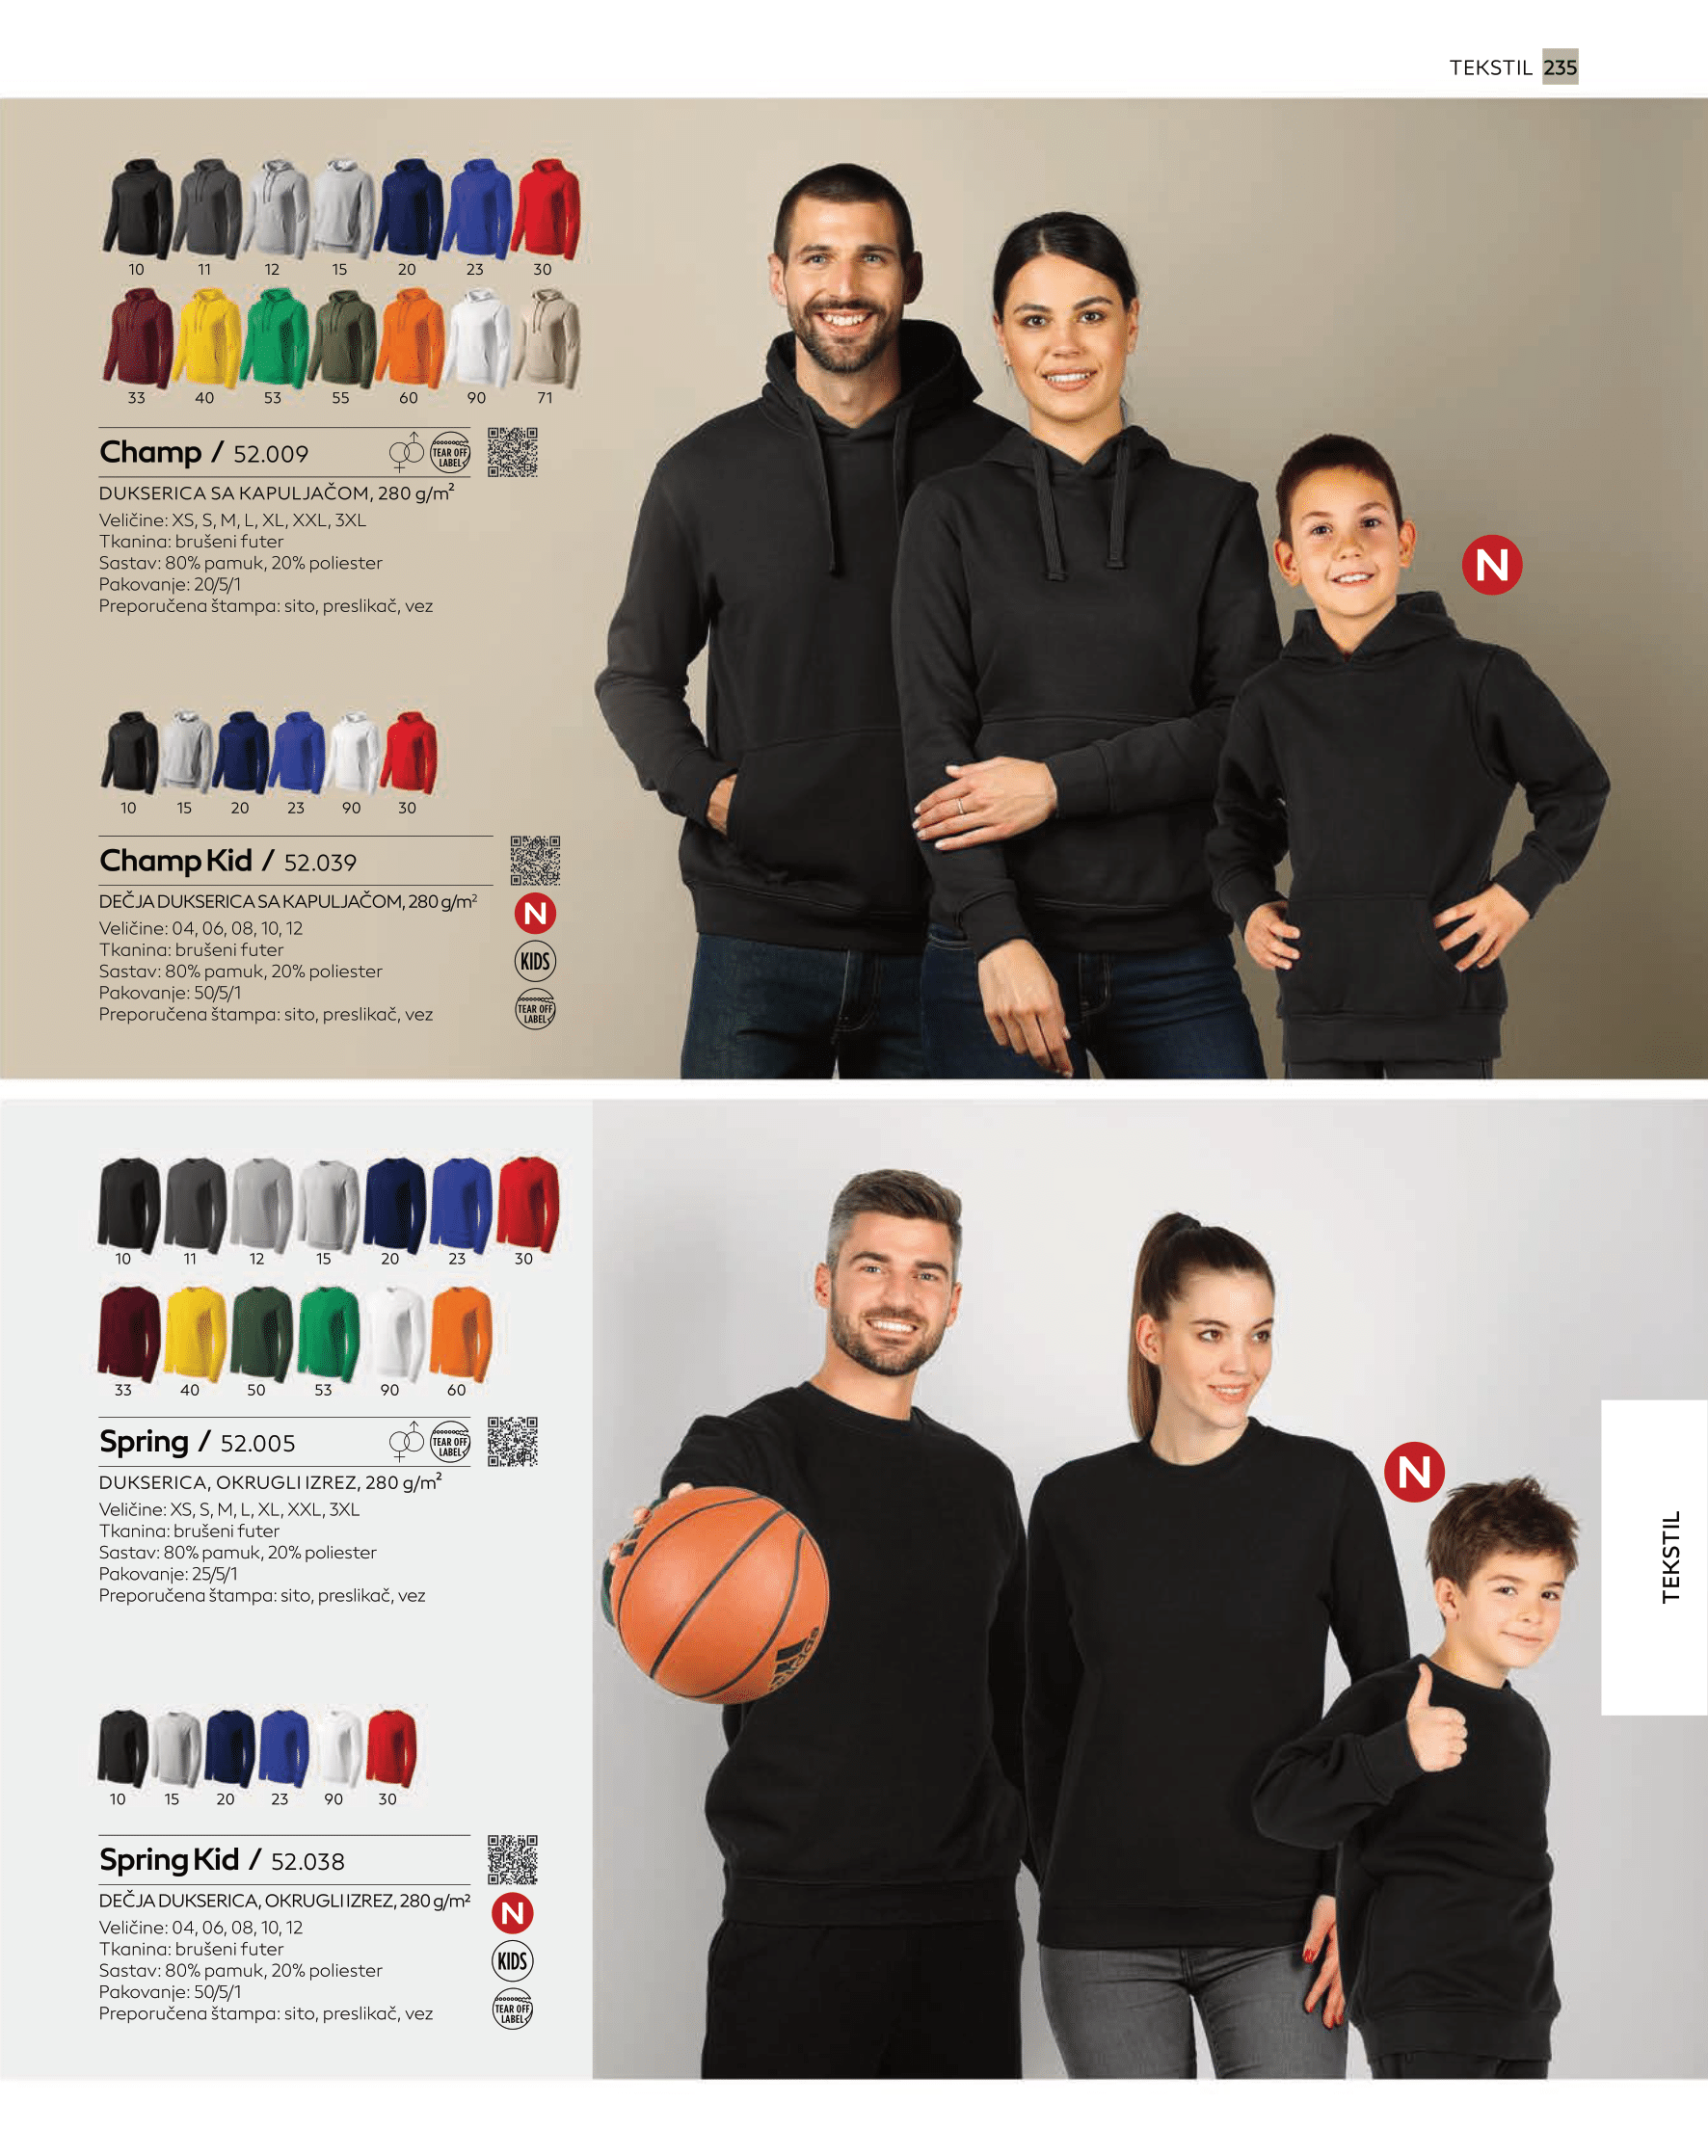 TEKSTIL 235
10 11 12 15 20 23 30
33 40 53 55 60 90 71
Champ / 52.009
TEAR OFF
LABEL
DUKSERICA SA KAPULJAČOM, 280 g/m²
Veličine: XS, S, M, L, XL, XXL, 3XL
Tkanina: brušeni futer
Sastav: 80% pamuk, 20% poliester
Pakovanje: 20/5/1
Preporučena štampa: sito, preslikač, vez
N
10 15 20 23 90 30
Champ Kid / 52.039
DEČJA DUKSERICA SA KAPULJAČOM, 280 g/m²
Veličine: 04, 06, 08, 10, 12
Tkanina: brušeni futer
Sastav: 80% pamuk, 20% poliester
Pakovanje: 50/5/1
Preporučena štampa: sito, preslikač, vez
N
KIDS
TEAR OFF
LABEL
10 11 12 15 20 23 30
33 40 50 53 90 60
Spring / 52.005
TEAR OFF
LABEL
DUKSERICA, OKRUGLI IZREZ, 280 g/m²
Veličine: XS, S, M, L, XL, XXL, 3XL
Tkanina: brušeni futer
Sastav: 80% pamuk, 20% poliester
Pakovanje: 25/5/1
Preporučena štampa: sito, preslikač, vez
N
adidas
TEKSTIL
10 15 20 23 90 30
Spring Kid / 52.038
DEČJA DUKSERICA, OKRUGLI IZREZ, 280 g/m²
Veličine: 04, 06, 08, 10, 12
Tkanina: brušeni futer
Sastav: 80% pamuk, 20% poliester
Pakovanje: 50/5/1
Preporučena štampa: sito, preslikač, vez
N
KIDS
TEAR OFF
LABEL